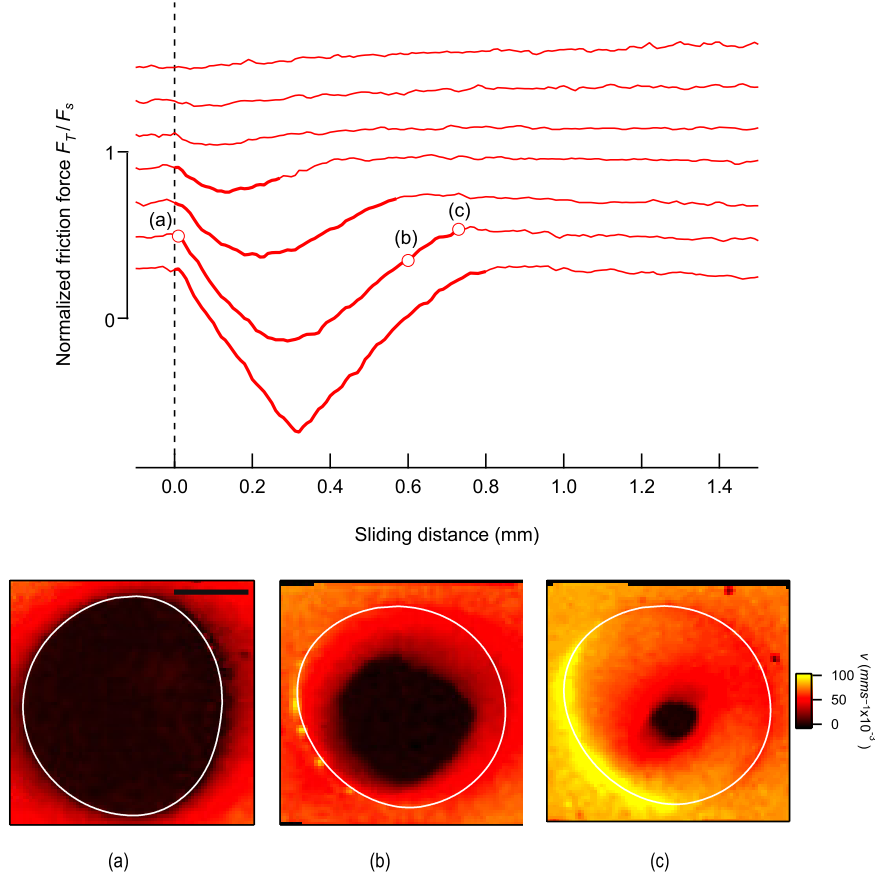 Normalized friction force F_T / F_s
1
0
(a)
(b)
(c)
0.0 0.2 0.4 0.6 0.8 1.0 1.2 1.4
Sliding distance (mm)
100
50
0
v (mms⁻¹x10⁻³)
(a) (b) (c)